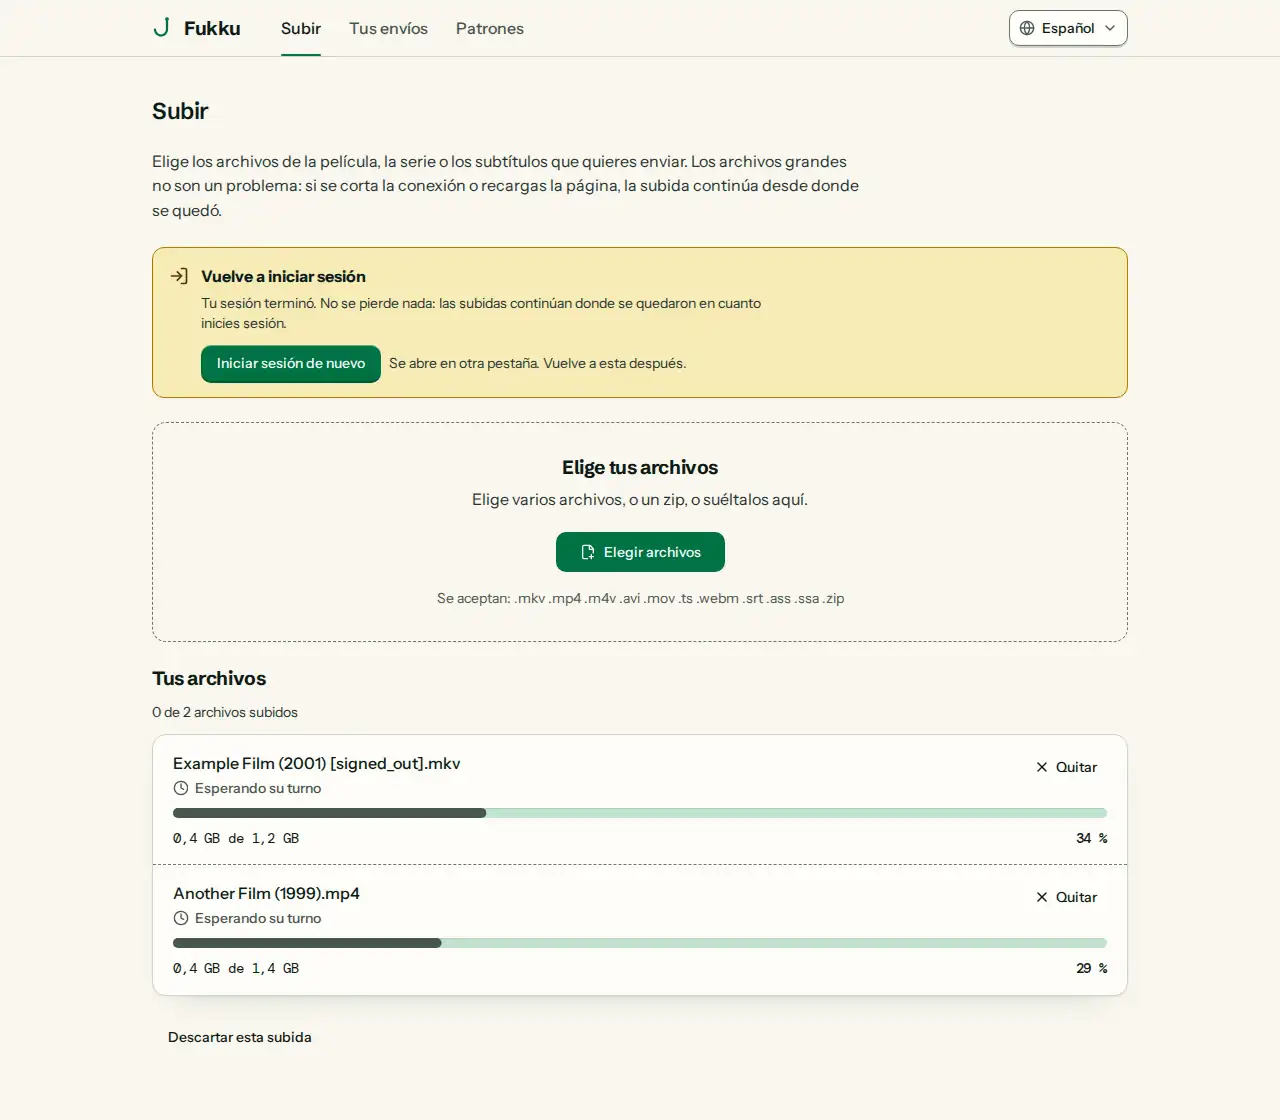 Fukku
Subir
Tus envíos
Patrones
Español
Subir
Elige los archivos de la película, la serie o los subtítulos que quieres enviar. Los archivos grandes
no son un problema: si se corta la conexión o recargas la página, la subida continúa desde donde
se quedó.
Vuelve a iniciar sesión
Tu sesión terminó. No se pierde nada: las subidas continúan donde se quedaron en cuanto
inicies sesión.
Iniciar sesión de nuevo
Se abre en otra pestaña. Vuelve a esta después.
Elige tus archivos
Elige varios archivos, o un zip, o suéltalos aquí.
Elegir archivos
Se aceptan: .mkv .mp4 .m4v .avi .mov .ts .webm .srt .ass .ssa .zip
Tus archivos
0 de 2 archivos subidos
Example Film (2001) [signed_out].mkv
Quitar
Esperando su turno
0,4 GB de 1,2 GB
34 %
Another Film (1999).mp4
Quitar
Esperando su turno
0,4 GB de 1,4 GB
29 %
Descartar esta subida